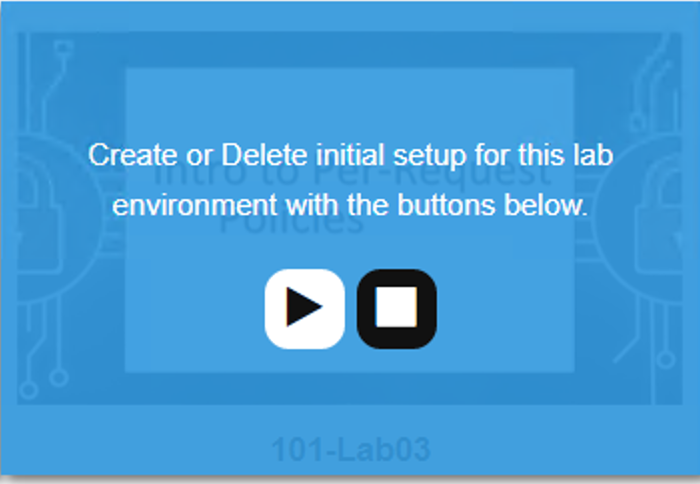 Create or Delete initial setup for this lab
Intro to Per-Request
environment with the buttons below.
Policies
101-Lab03